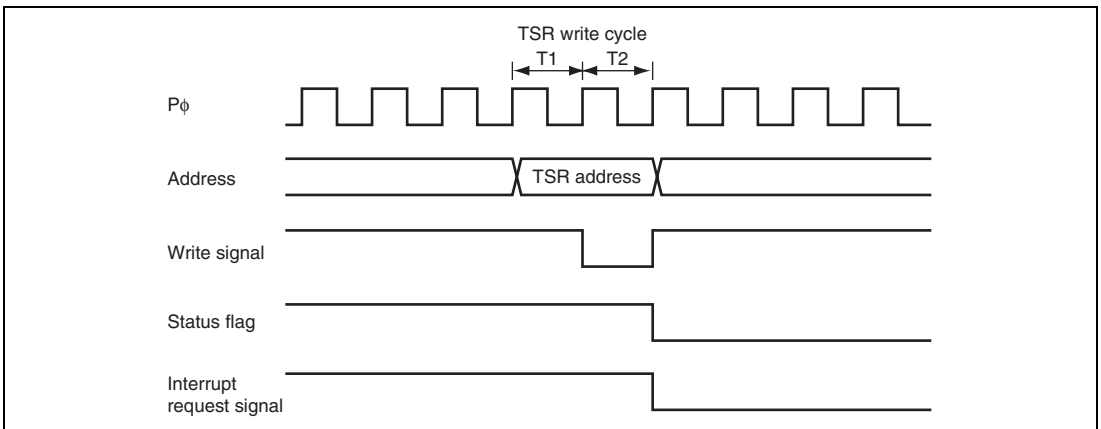 TSR write cycle
T1 T2
Pϕ
Address
TSR address
Write signal
Status flag
Interrupt
request signal